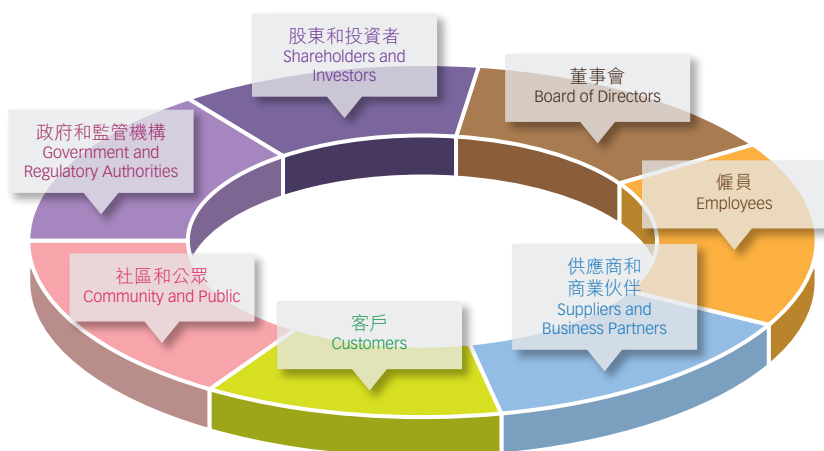 股東和投資者
Shareholders and
Investors
董事會
Board of Directors
政府和監管機構
Government and
Regulatory Authorities
僱員
Employees
社區和公眾
Community and Public
供應商和
商業伙伴
Suppliers and
Business Partners
客戶
Customers